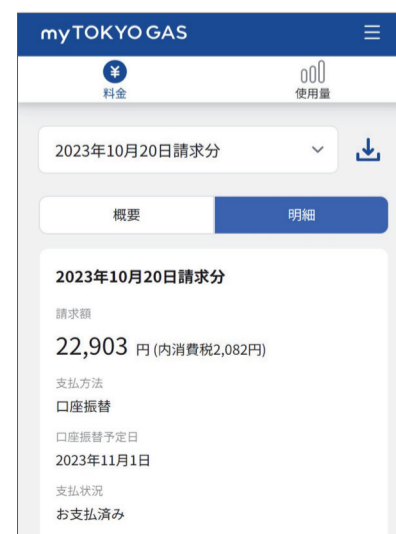 myTOKYO GAS
料金
使用量
2023年10月20日請求分
概要
明細
2023年10月20日請求分
請求額
22,903 円 (内消費税2,082円)
支払方法
口座振替
口座振替予定日
2023年11月1日
支払状況
お支払済み